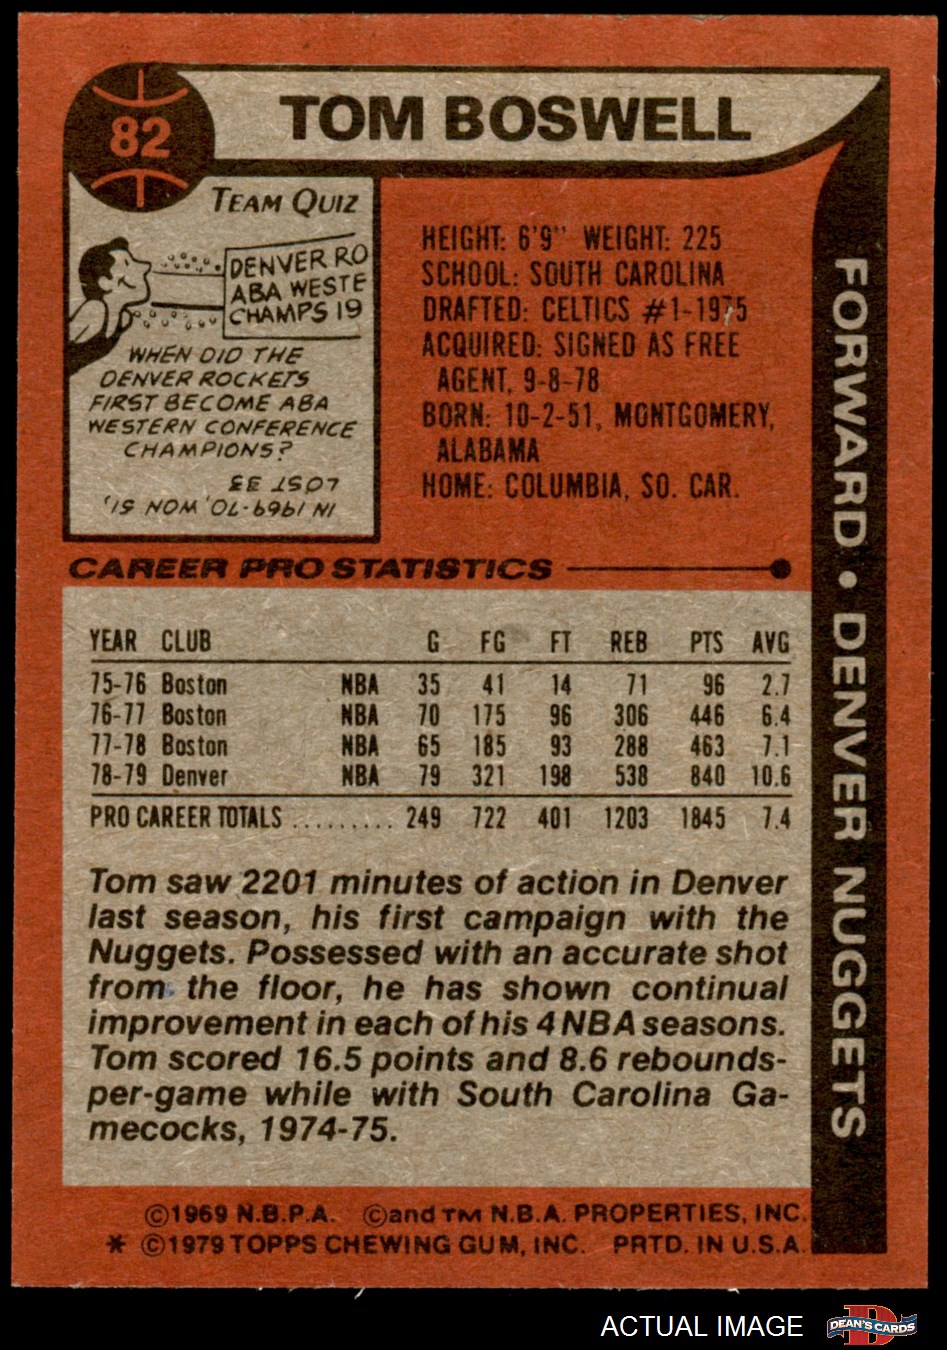 82
TOM BOSWELL
TEAM QUIZ
DENVER RO
ABA WESTE
CHAMPS 19
WHEN DID THE
DENVER ROCKETS
FIRST BECOME ABA
WESTERN CONFERENCE
CHAMPIONS?
IN 1969-70, WON 51,
LOST 33
HEIGHT: 6'9" WEIGHT: 225
SCHOOL: SOUTH CAROLINA
DRAFTED: CELTICS #1-1975
ACQUIRED: SIGNED AS FREE
AGENT, 9-8-78
BORN: 10-2-51, MONTGOMERY,
ALABAMA
HOME: COLUMBIA, SO. CAR.
FORWARD • DENVER NUGGETS
CAREER PRO STATISTICS
YEAR CLUB G FG FT REB PTS AVG
75-76 Boston NBA 35 41 14 71 96 2.7
76-77 Boston NBA 70 175 96 306 446 6.4
77-78 Boston NBA 65 185 93 288 463 7.1
78-79 Denver NBA 79 321 198 538 840 10.6
PRO CAREER TOTALS ......... 249 722 401 1203 1845 7.4
Tom saw 2201 minutes of action in Denver
last season, his first campaign with the
Nuggets. Possessed with an accurate shot
from the floor, he has shown continual
improvement in each of his 4 NBA seasons.
Tom scored 16.5 points and 8.6 rebounds-
per-game while with South Carolina Ga-
mecocks, 1974-75.
©1969 N.B.P.A. ©and TM N.B.A. PROPERTIES, INC.
* ©1979 TOPPS CHEWING GUM, INC. PRTD. IN U.S.A.
ACTUAL IMAGE
DEAN'S CARDS